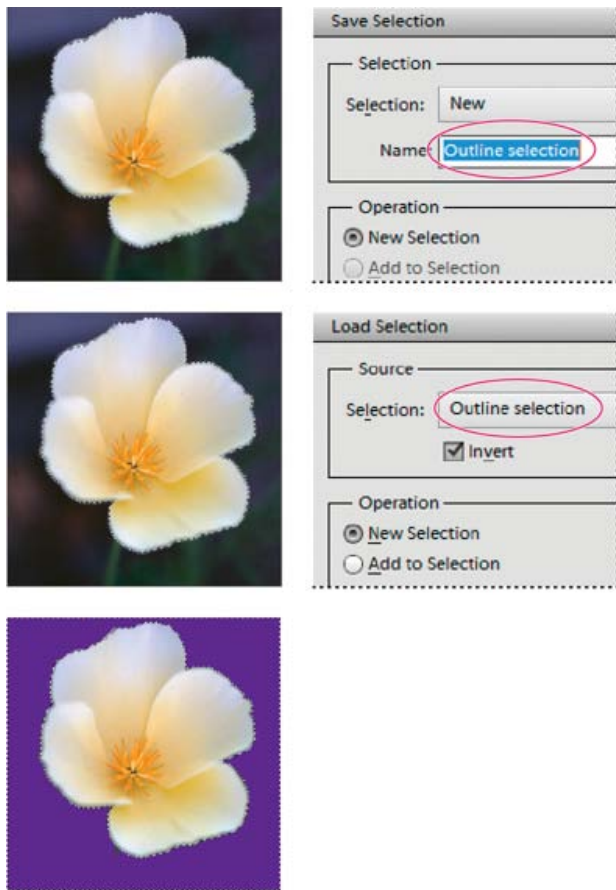 Save Selection
Selection
Selection: New
Name: Outline selection
Operation
New Selection
Add to Selection
Load Selection
Source
Selection: Outline selection
Invert
Operation
New Selection
Add to Selection